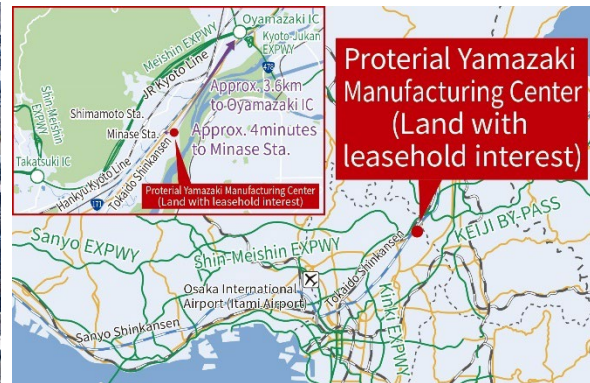 Oyamazaki IC
Kyoto-Jukan
EXPWY
Meishin EXPWY
JR Kyoto Line
478
Shin-Meishin
EXPWY
Approx. 3.6km
to Oyamazaki IC
Shimamoto Sta.
Minase Sta.
Approx. 4minutes
to Minase Sta.
Takatsuki IC
Hankyu Kyoto Line
Tokaido Shinkansen
171
Proterial Yamazaki Manufacturing Center
(Land with leasehold interest)
Proterial Yamazaki
Manufacturing Center
(Land with
leasehold interest)
Sanyo EXPWY
Shin-Meishin EXPWY
KEIJI BY-PASS
Osaka International
Airport (Itami Airport)
Tokaido Shinkansen
Kinki EXPWY
Sanyo Shinkansen